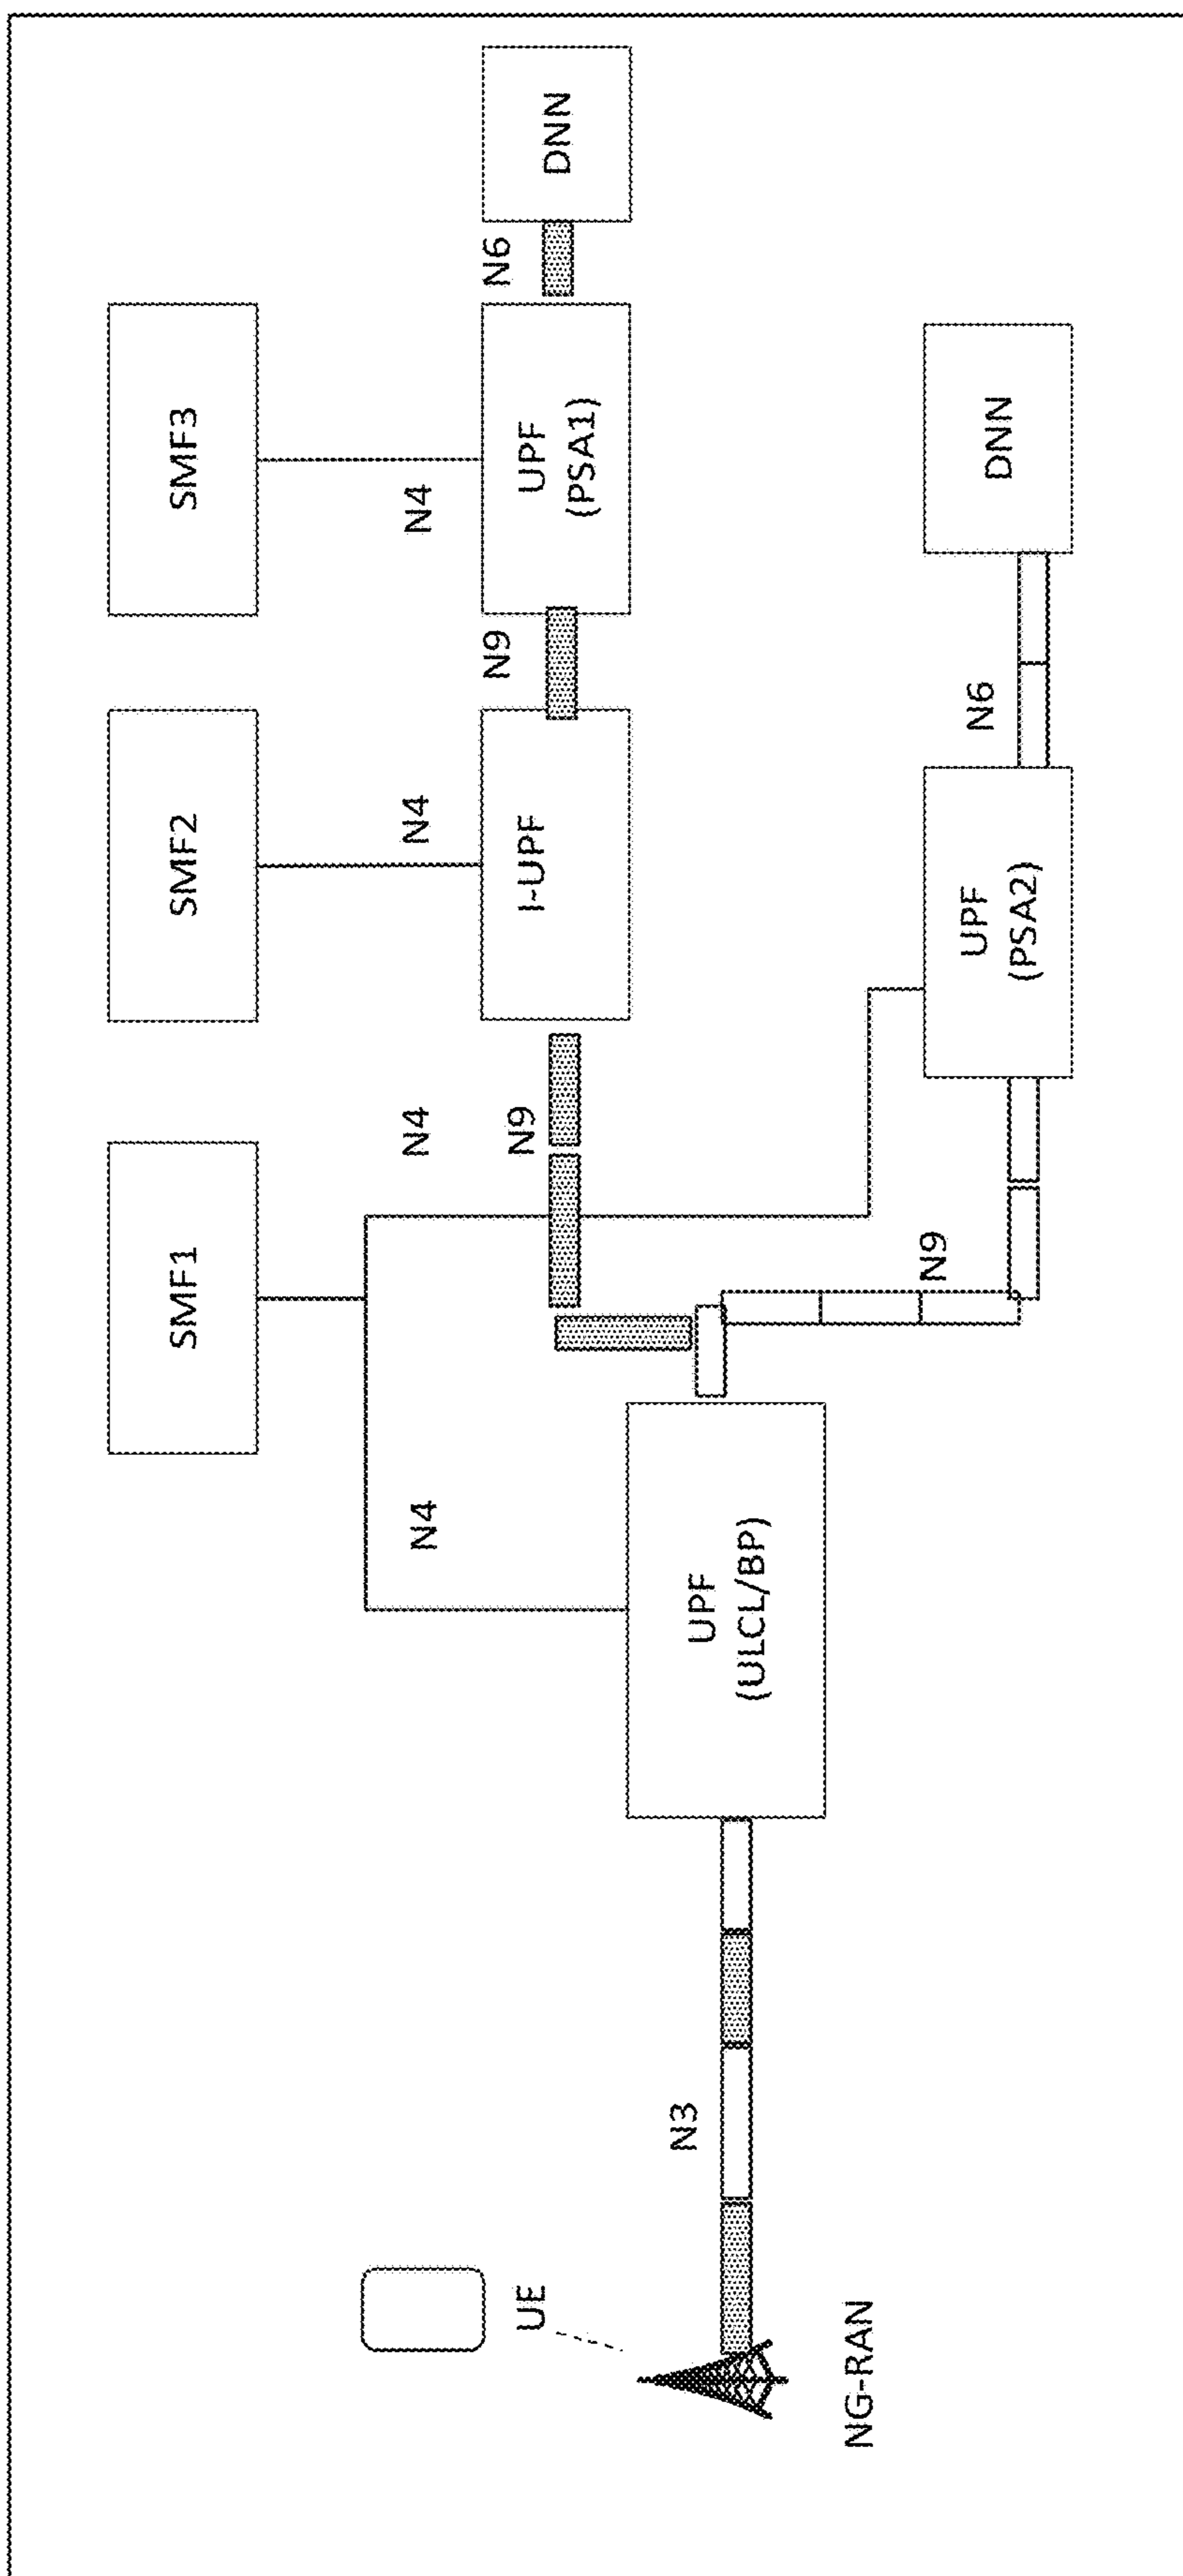 SMF1
SMF2
SMF3
N4
N4
N4
N4
N9
N9
N6
I-UPF
UPF
(PSA1)
DNN
UE
N3
UPF
(ULCL/BP)
NG-RAN
N9
UPF
(PSA2)
N6
DNN